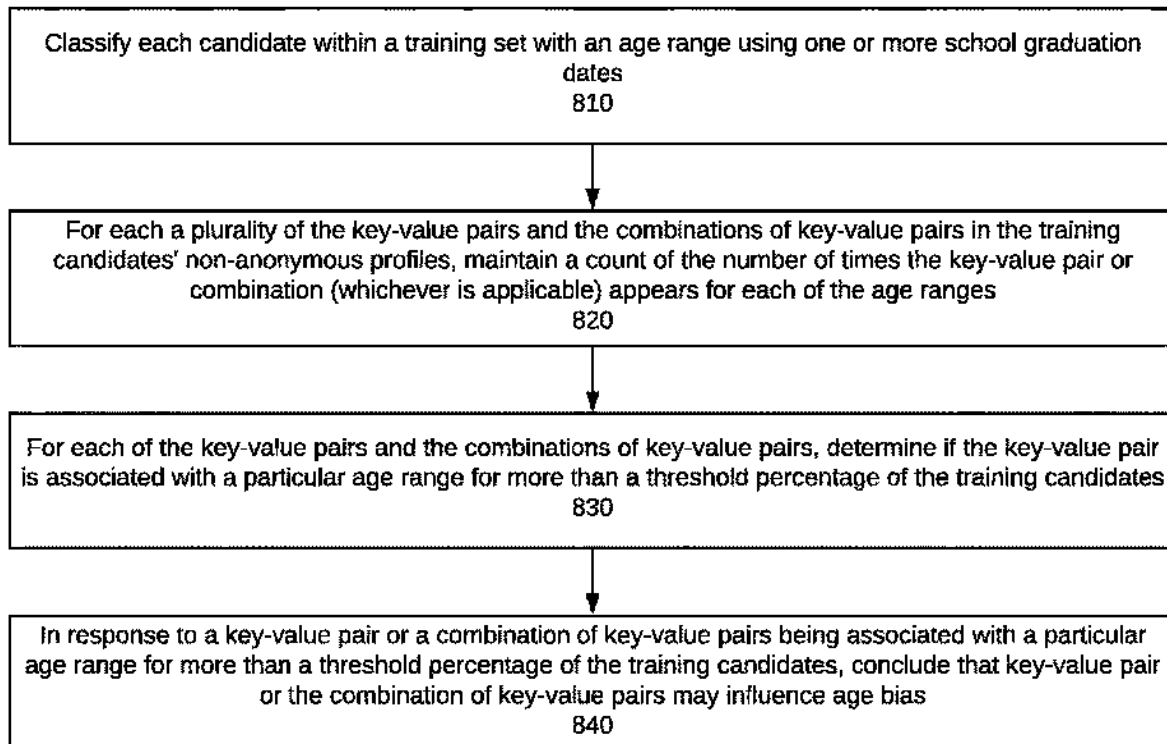 Classify each candidate within a training set with an age range using one or more school graduation
dates
810
For each a plurality of the key-value pairs and the combinations of key-value pairs in the training
candidates' non-anonymous profiles, maintain a count of the number of times the key-value pair or
combination (whichever is applicable) appears for each of the age ranges
820
For each of the key-value pairs and the combinations of key-value pairs, determine if the key-value pair
is associated with a particular age range for more than a threshold percentage of the training candidates
830
In response to a key-value pair or a combination of key-value pairs being associated with a particular
age range for more than a threshold percentage of the training candidates, conclude that key-value pair
or the combination of key-value pairs may influence age bias
840